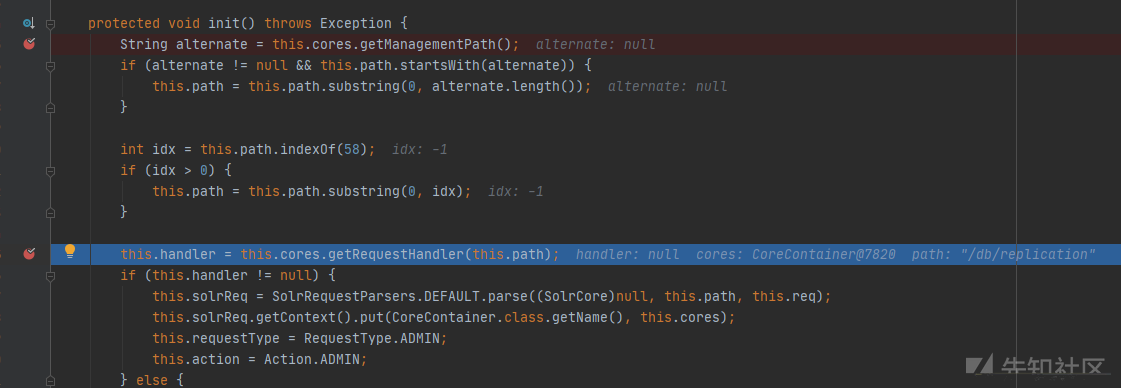 protected void init() throws Exception {
String alternate = this.cores.getManagementPath(); alternate: null
if (alternate != null && this.path.startsWith(alternate)) {
this.path = this.path.substring(0, alternate.length()); alternate: null
}
int idx = this.path.indexOf(58); idx: -1
if (idx > 0) {
this.path = this.path.substring(0, idx); idx: -1
}
this.handler = this.cores.getRequestHandler(this.path); handler: null cores: CoreContainer@7820 path: "/db/replication"
if (this.handler != null) {
this.solrReq = SolrRequestParsers.DEFAULT.parse((SolrCore)null, this.path, this.req);
this.solrReq.getContext().put(CoreContainer.class.getName(), this.cores);
this.requestType = RequestType.ADMIN;
this.action = Action.ADMIN;
} else {
先知社区